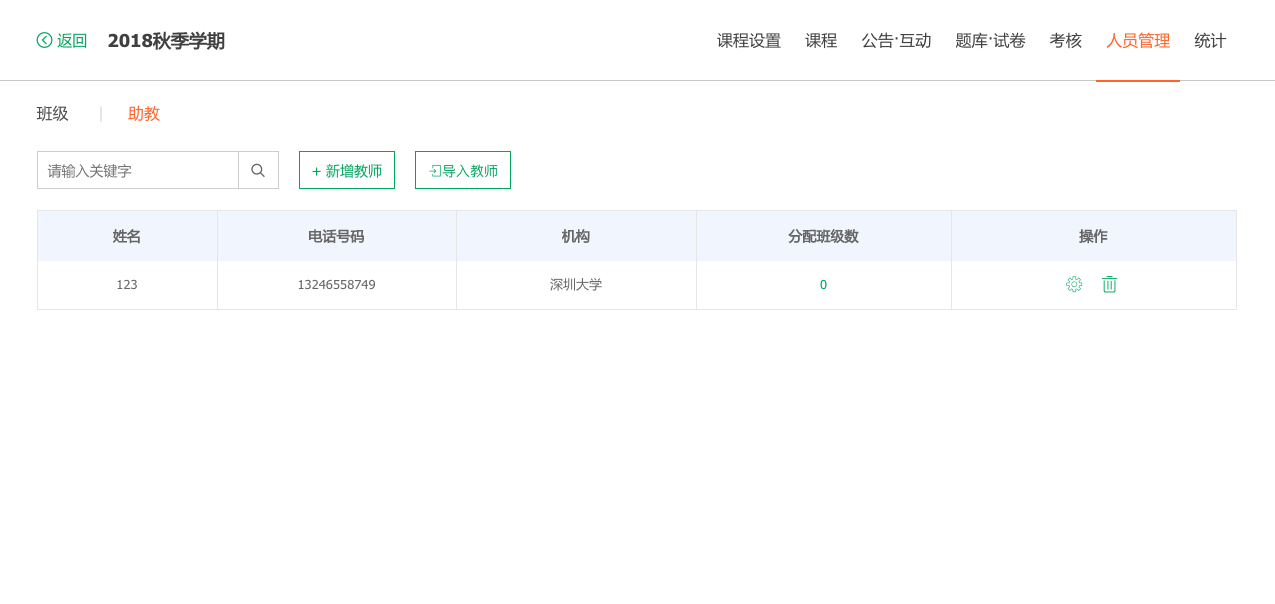 返回 2018秋季学期 课程设置 课程 公告·互动 题库·试卷 考核 人员管理 统计
班级 | 助教
请输入关键字 + 新增教师 导入教师
姓名 电话号码 机构 分配班级数 操作
123 13246558749 深圳大学 0